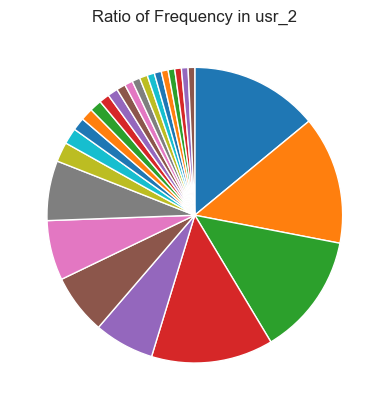 Ratio of Frequency in usr_2